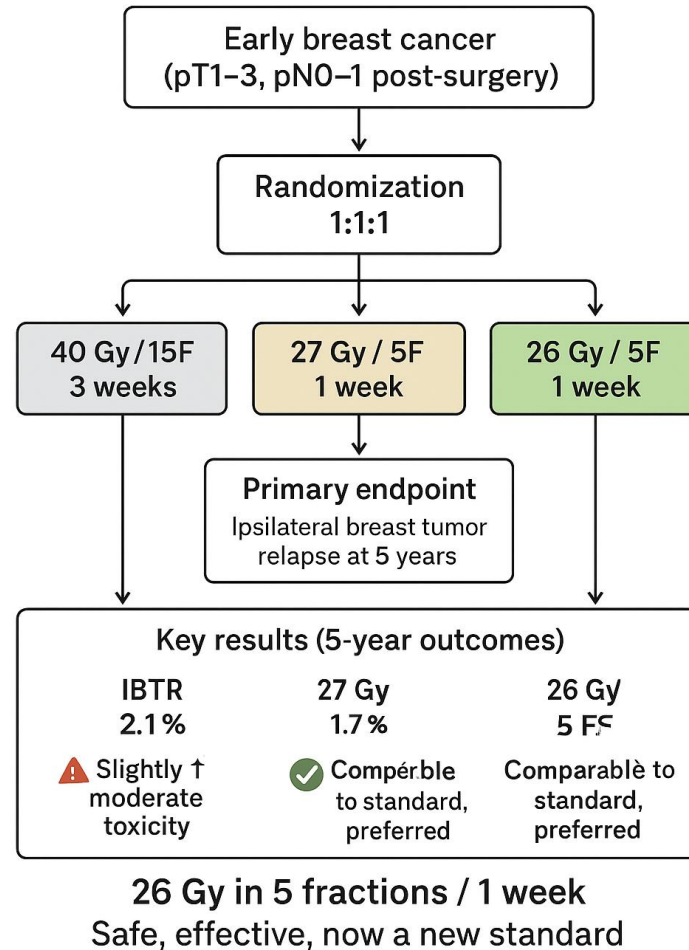 Early breast cancer
(pT1–3, pN0–1 post-surgery)
Randomization
1:1:1
40 Gy/15F
3 weeks
27 Gy / 5F
1 week
26 Gy / 5F
1 week
Primary endpoint
Ipsilateral breast tumor
relapse at 5 years
Key results (5-year outcomes)
IBTR
2.1%
27 Gy
1.7%
26 Gy
5
Slightly ↑
moderate
toxicity
to standard,
preferred
Comparablè to
standard,
preferred
26 Gy in 5 fractions / 1 week
Safe, effective, now a new standard